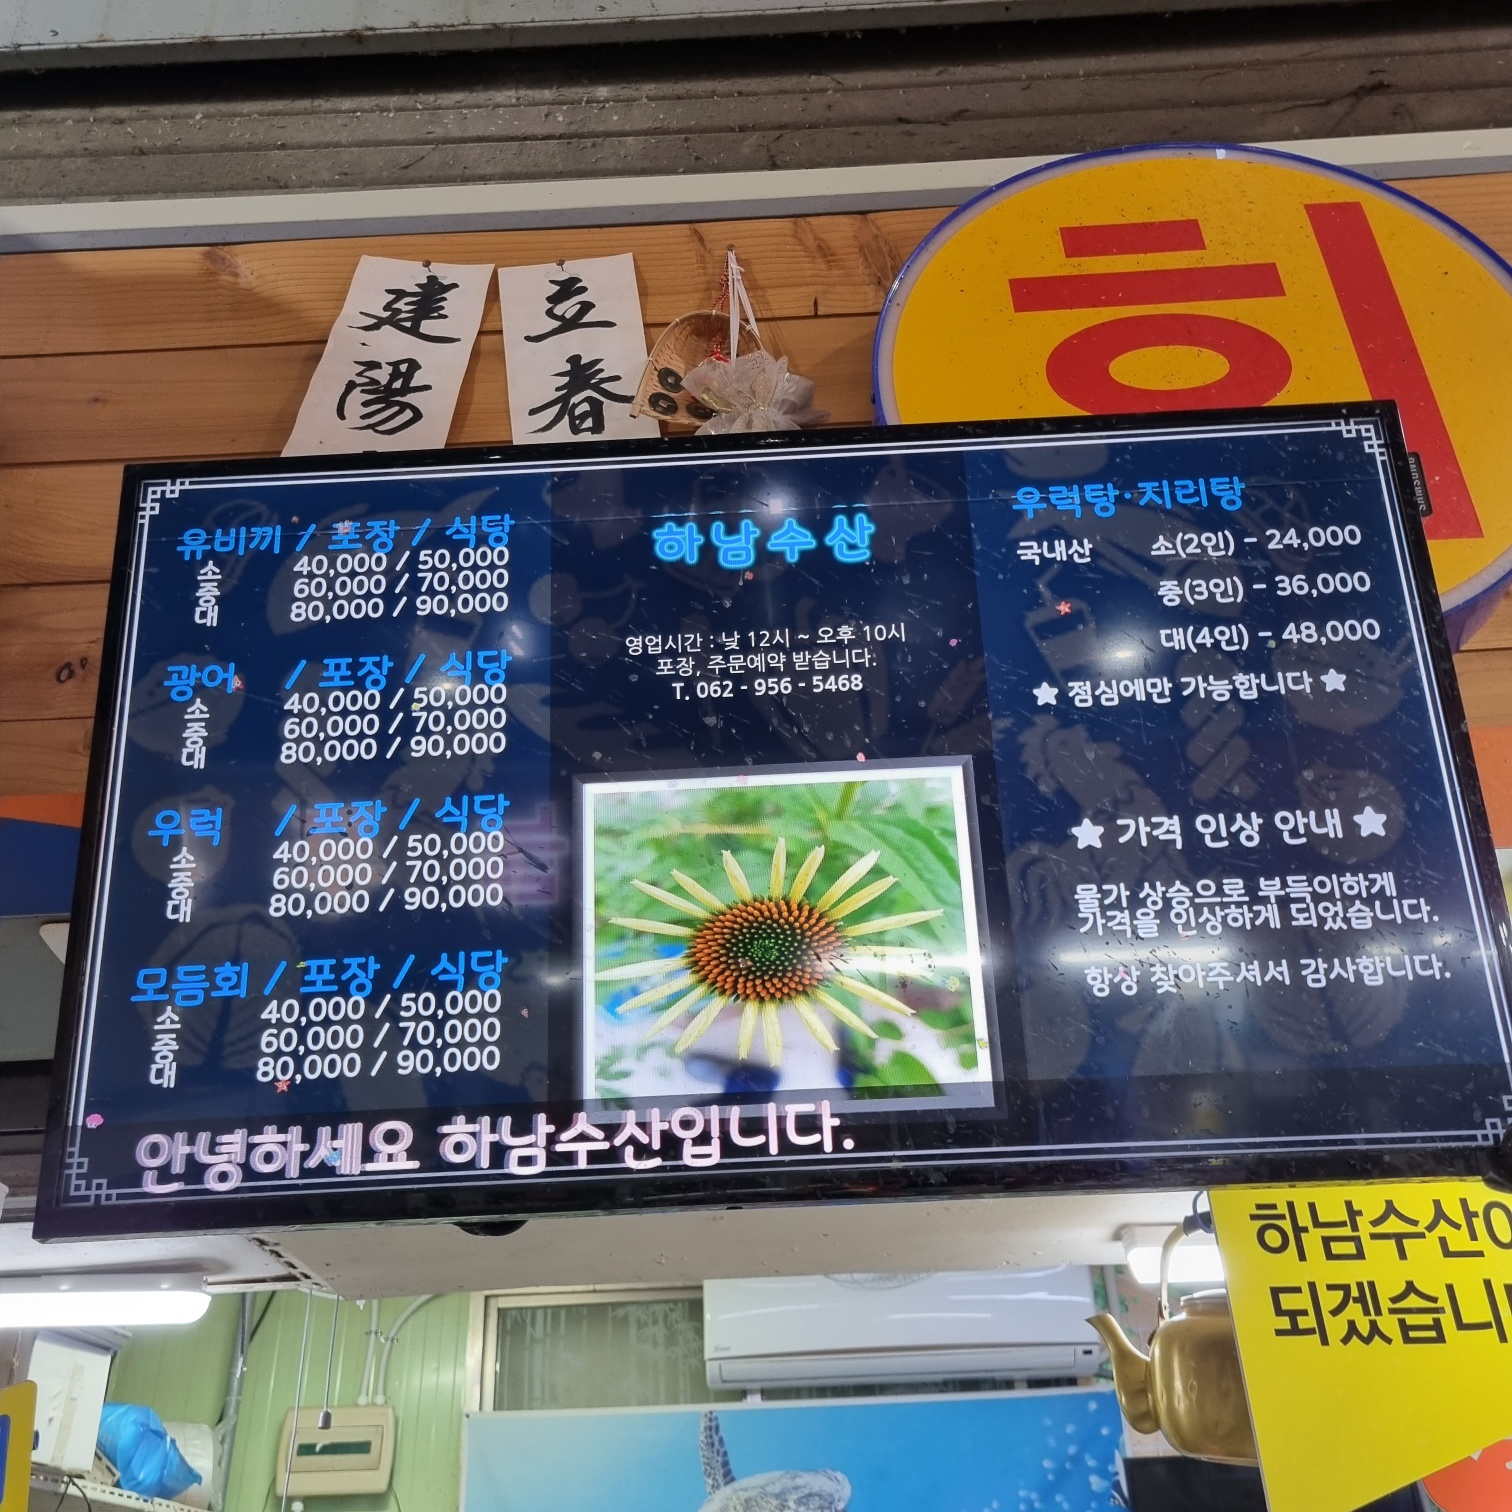 建陽
立春
허
유비끼 / 포장 / 식당
소 40,000 / 50,000
중 60,000 / 70,000
대 80,000 / 90,000
광어 / 포장 / 식당
소 40,000 / 50,000
중 60,000 / 70,000
대 80,000 / 90,000
우럭 / 포장 / 식당
소 40,000 / 50,000
중 60,000 / 70,000
대 80,000 / 90,000
모듬회 / 포장 / 식당
소 40,000 / 50,000
중 60,000 / 70,000
대 80,000 / 90,000
하남수산
영업시간 : 낮 12시 ~ 오후 10시
포장, 주문예약 받습니다.
T. 062 - 956 - 5468
우럭탕·지리탕
국내산 소(2인) - 24,000
중(3인) - 36,000
대(4인) - 48,000
★ 점심에만 가능합니다 ★
★ 가격 인상 안내 ★
물가 상승으로 부득이하게
가격을 인상하게 되었습니다.
항상 찾아주셔서 감사합니다.
안녕하세요 하남수산입니다.
SAMSUNG
하남수산
되겠습니